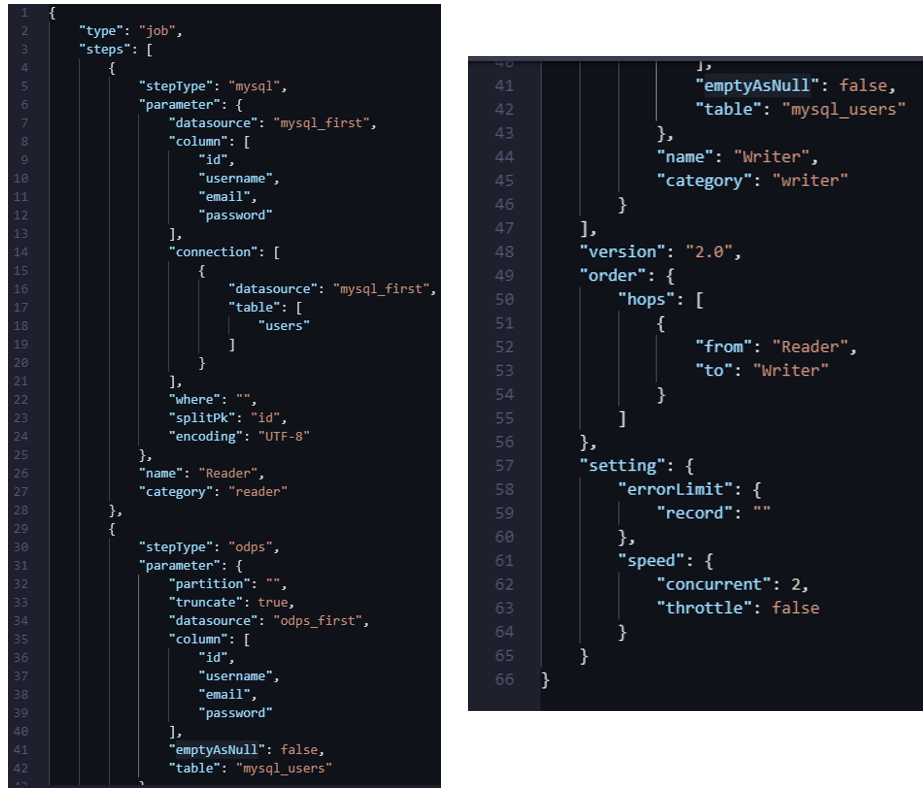 1 {
2 "type": "job",
3 "steps": [
4 {
5 "stepType": "mysql",
6 "parameter": {
7 "datasource": "mysql_first",
8 "column": [
9 "id",
10 "username",
11 "email",
12 "password"
13 ],
14 "connection": [
15 {
16 "datasource": "mysql_first",
17 "table": [
18 "users"
19 ]
20 }
21 ],
22 "where": "",
23 "splitPk": "id",
24 "encoding": "UTF-8"
25 },
26 "name": "Reader",
27 "category": "reader"
28 },
29 {
30 "stepType": "odps",
31 "parameter": {
32 "partition": "",
33 "truncate": true,
34 "datasource": "odps_first",
35 "column": [
36 "id",
37 "username",
38 "email",
39 "password"
40 ],
41 "emptyAsNull": false,
42 "table": "mysql_users"
40 ],
41 "emptyAsNull": false,
42 "table": "mysql_users"
43 },
44 "name": "Writer",
45 "category": "writer"
46 }
47 ],
48 "version": "2.0",
49 "order": {
50 "hops": [
51 {
52 "from": "Reader",
53 "to": "Writer"
54 }
55 ]
56 },
57 "setting": {
58 "errorLimit": {
59 "record": ""
60 },
61 "speed": {
62 "concurrent": 2,
63 "throttle": false
64 }
65 }
66 }